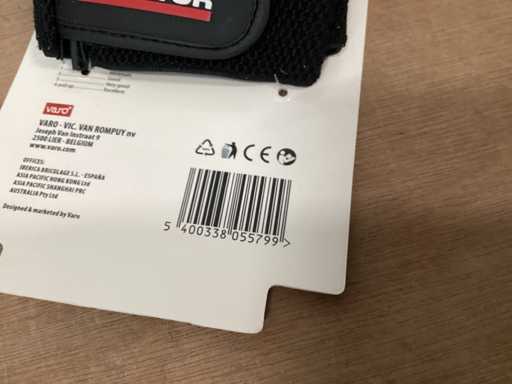 varo
VARO - VIC. VAN ROMPUY nv
Joseph Van Instraat 9
2500 LIER - BELGIUM
www.varo.com
OFFICES:
IBERICA BRICOLAGE S.L. - ESPAÑA
ASIA PACIFIC HONG KONG Ltd
ASIA PACIFIC SHANGHAI PRC
AUSTRALIA Pty Ltd
Designed & marketed by Varo
CE
5 400338 055799 >